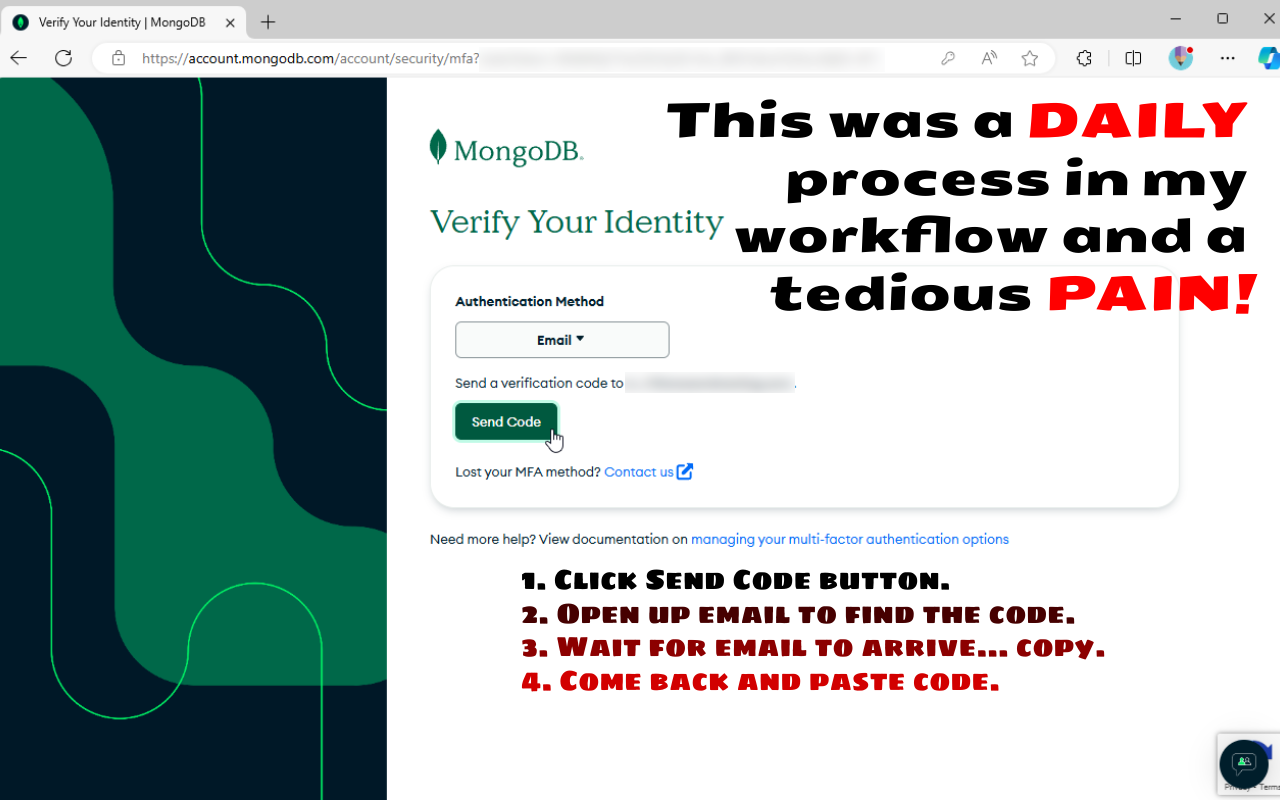 Verify Your Identity | MongoDB
https://account.mongodb.com/account/security/mfa?
This was a DAILY
process in my
workflow and a
tedious PAIN!
MongoDB.
Verify Your Identity
Authentication Method
Email
Send a verification code to .
Send Code
Lost your MFA method? Contact us
Need more help? View documentation on managing your multi-factor authentication options
1. Click Send Code button.
2. Open up email to find the code.
3. Wait for email to arrive... copy.
4. Come back and paste code.